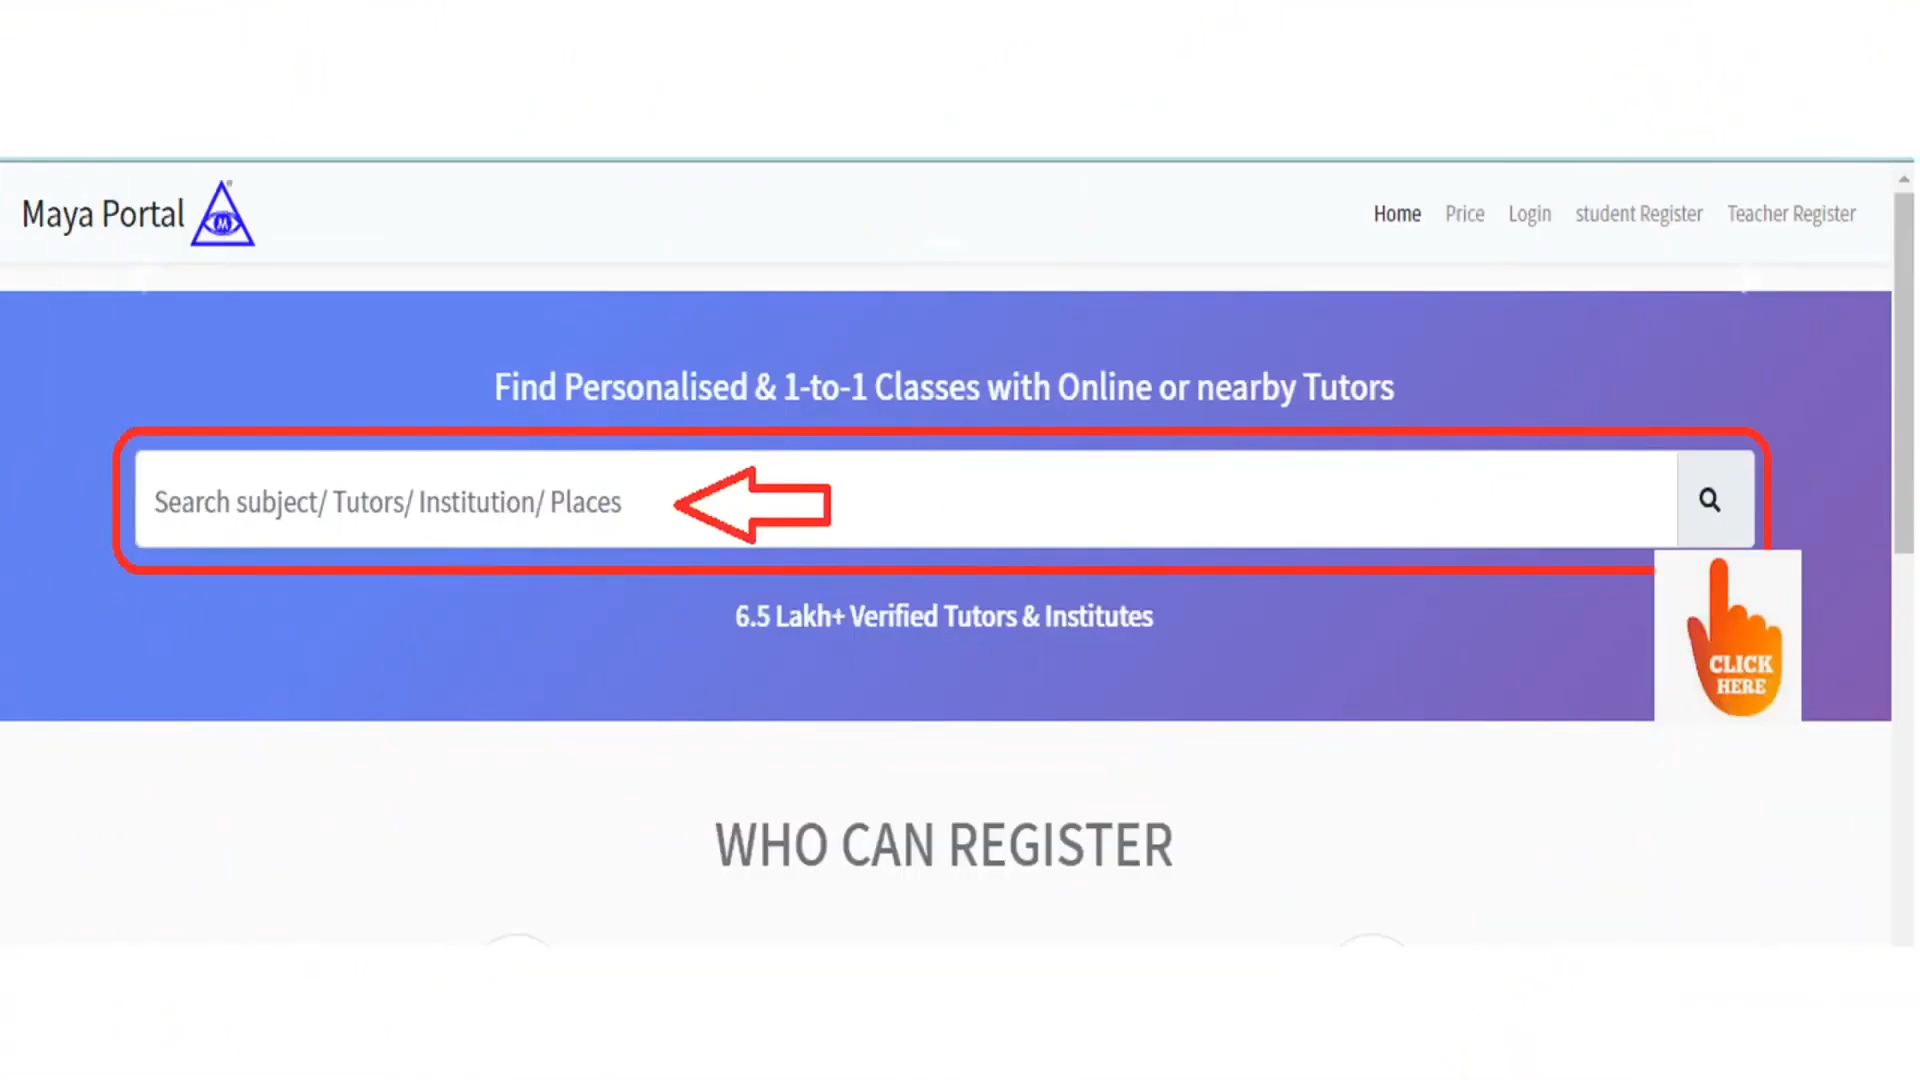 Maya Portal M
Home Price Login student Register Teacher Register
Find Personalised & 1-to-1 Classes with Online or nearby Tutors
Search subject/ Tutors/ Institution/ Places
6.5 Lakh+ Verified Tutors & Institutes
CLICK
HERE
WHO CAN REGISTER